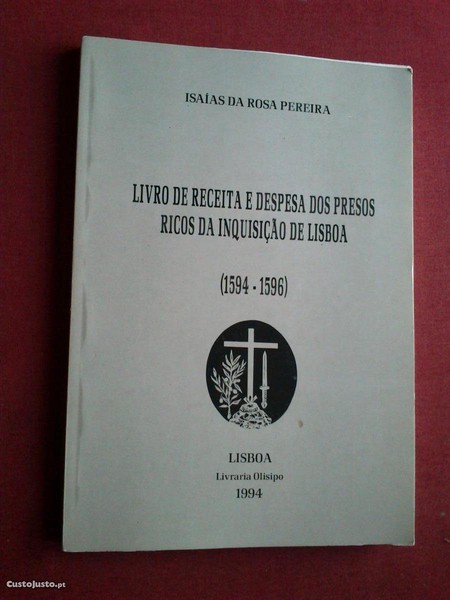 ISAÍAS DA ROSA PEREIRA
LIVRO DE RECEITA E DESPESA DOS PRESOS
RICOS DA INQUISIÇÃO DE LISBOA
(1594 - 1596)
LISBOA
Livraria Olisipo
1994
CustoJusto.pt